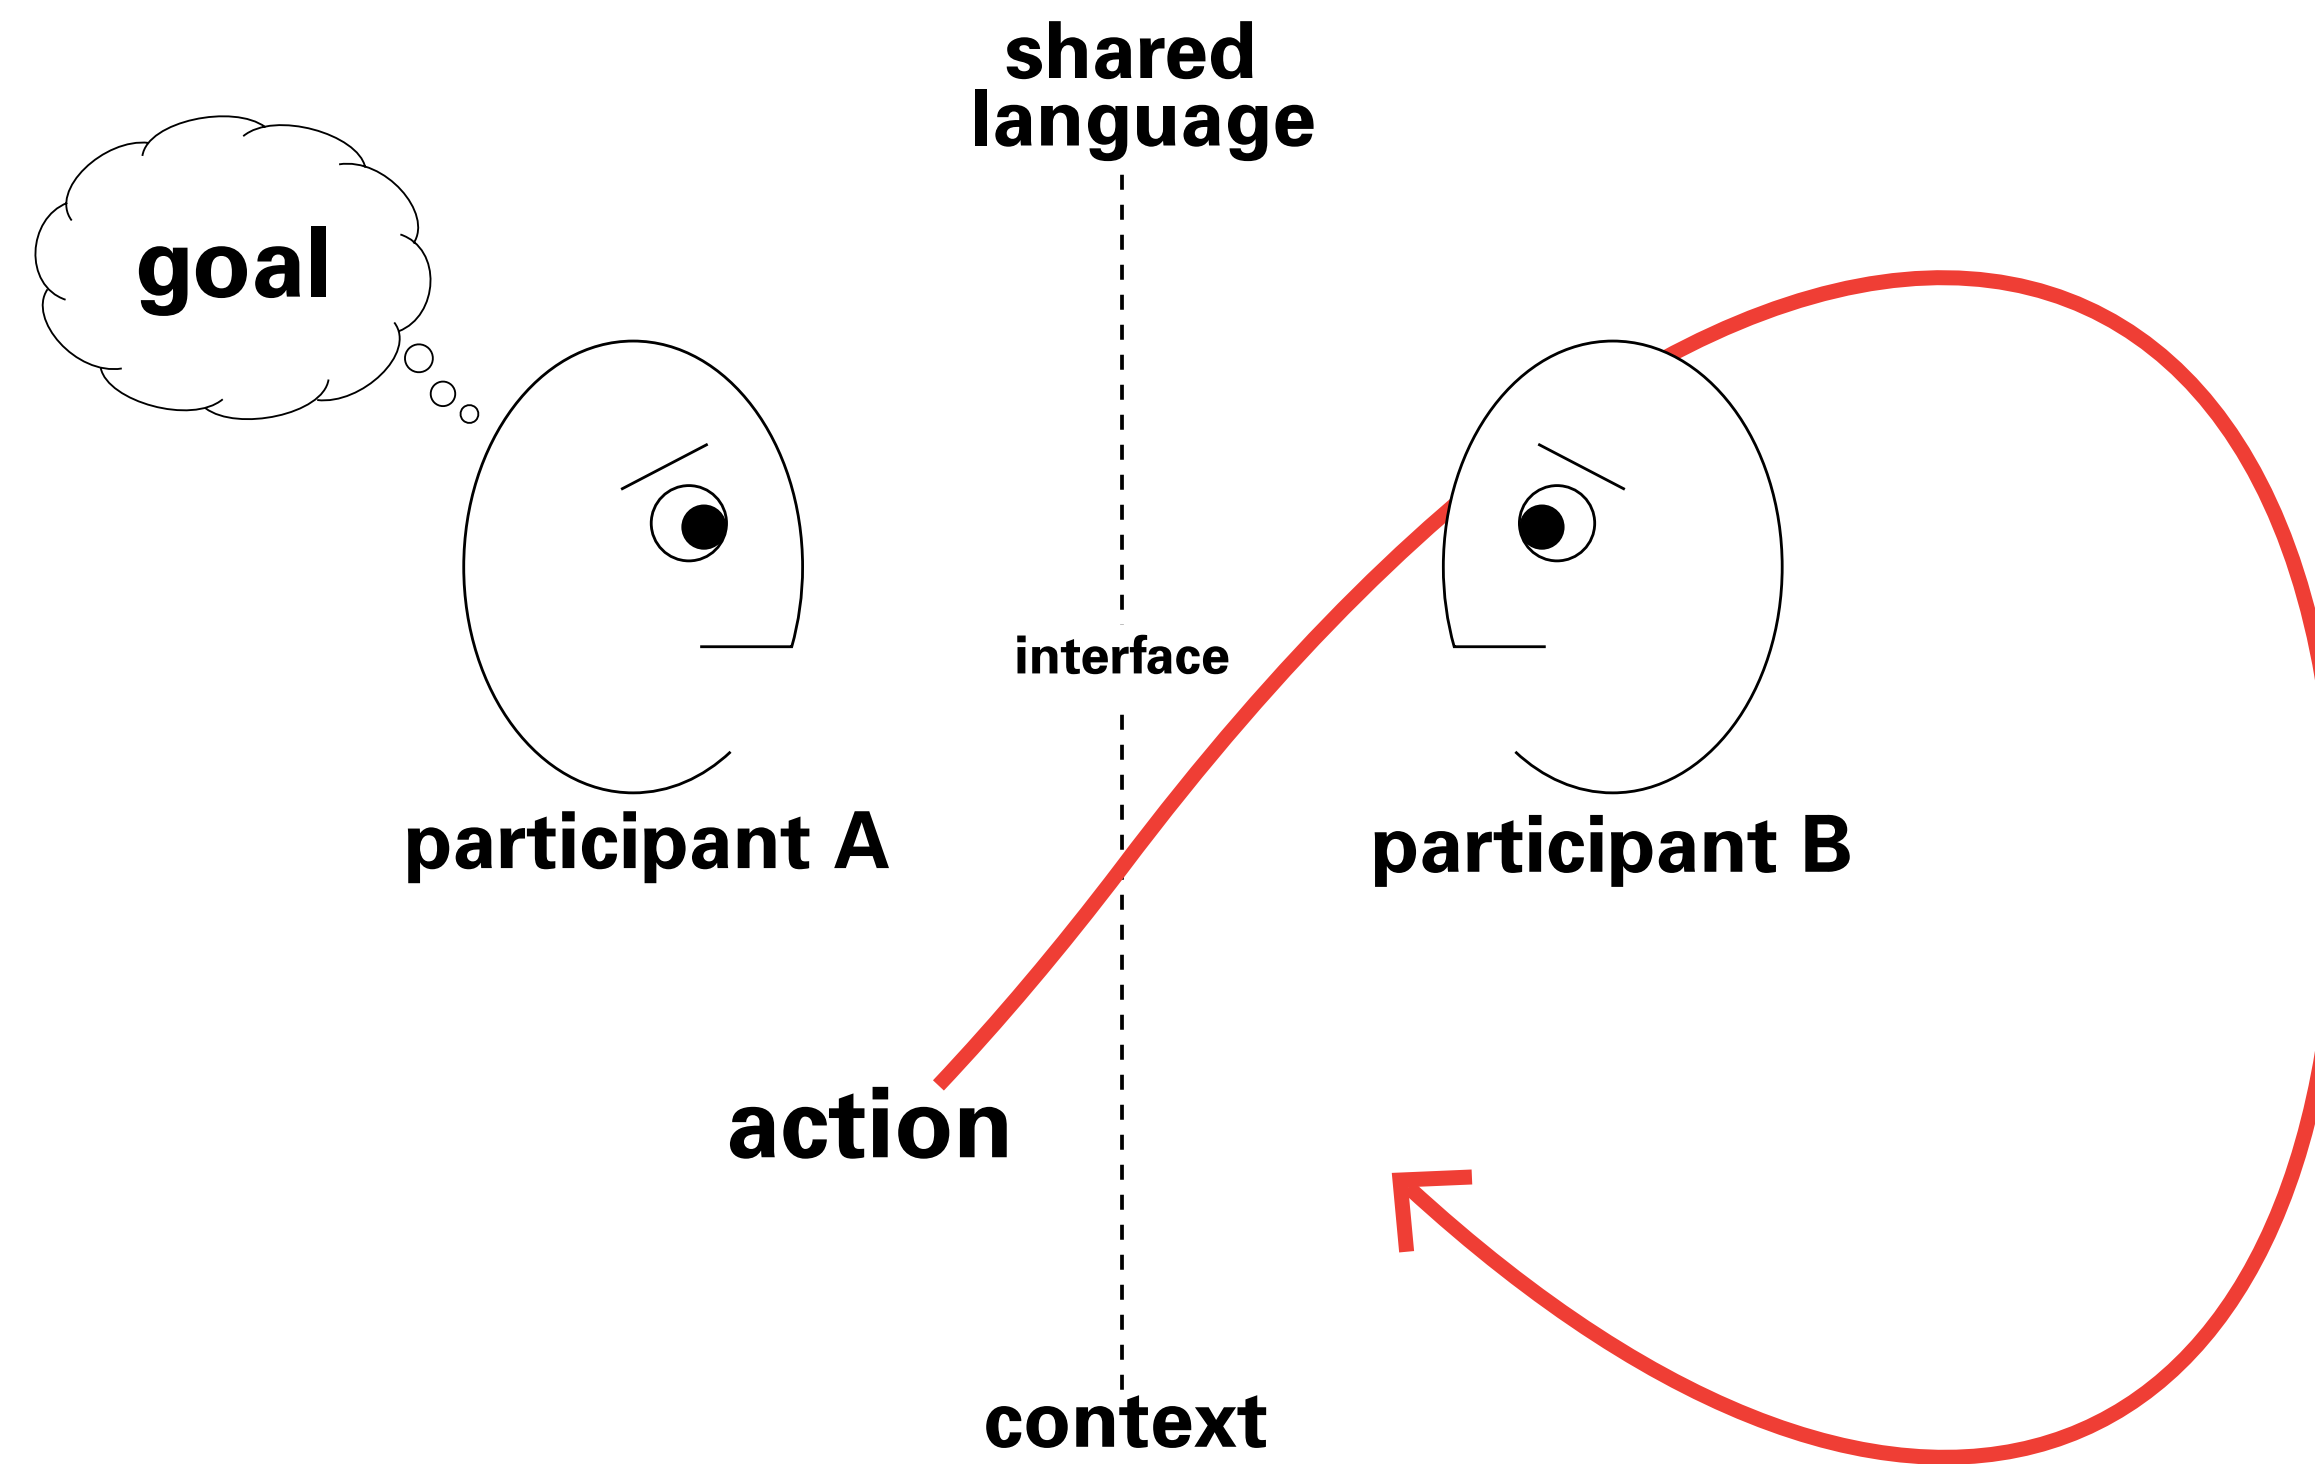 shared
language
goal
interface
participant A
participant B
action
context